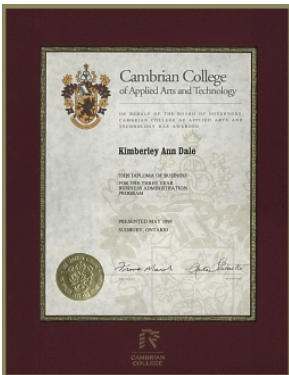 Cambrian College
of Applied Arts and Technology
ON BEHALF OF THE BOARD OF GOVERNORS
CAMBRIAN COLLEGE OF APPLIED ARTS AND
TECHNOLOGY HAS AWARDED
Kimberley Ann Dale
THIS DIPLOMA OF BUSINESS
FOR THE THREE YEAR
BUSINESS ADMINISTRATION
PROGRAM
PRESENTED MAY
SUDBURY, ONTARIO
CAMBRIAN
COLLEGE